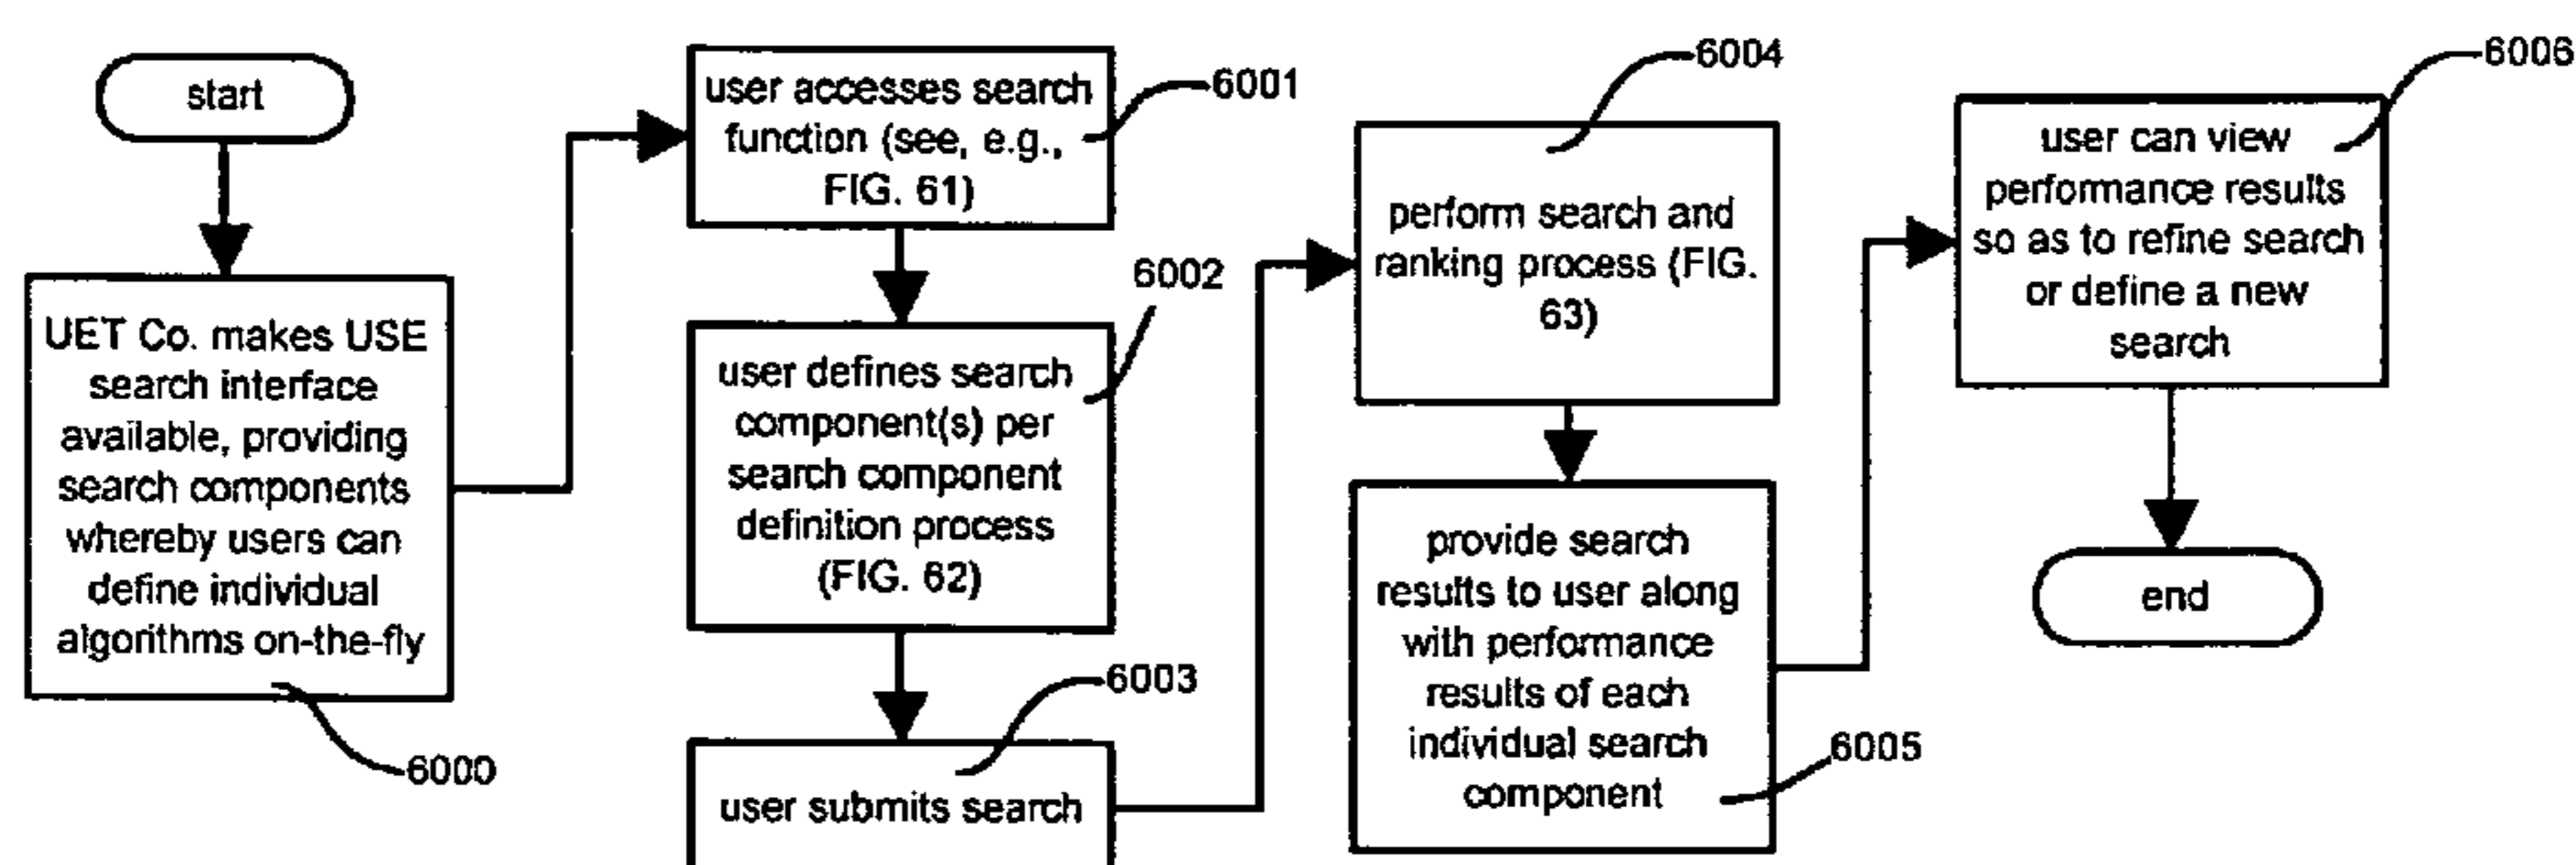 start
UET Co. makes USE
search interface
available, providing
search components
whereby users can
define individual
algorithms on-the-fly
6000
user accesses search
function (see, e.g.,
FIG. 61)
6001
user defines search
component(s) per
search component
definition process
(FIG. 62)
6002
user submits search
6003
perform search and
ranking process (FIG.
63)
6004
provide search
results to user along
with performance
results of each
individual search
component
6005
user can view
performance results
so as to refine search
or define a new
search
6006
end